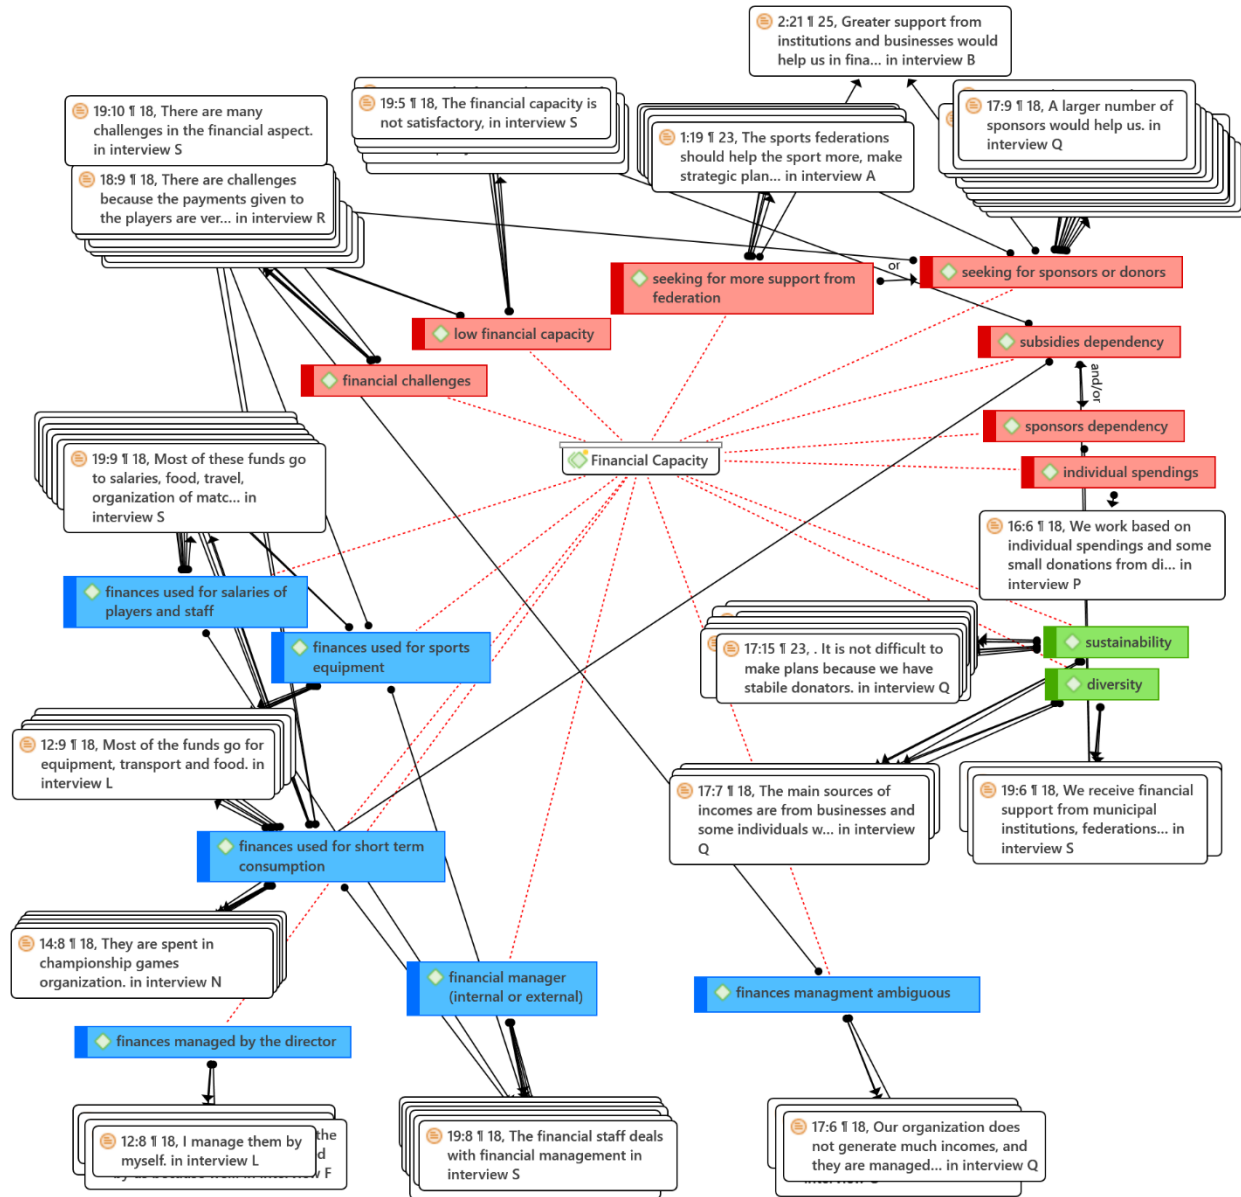 2:21 ¶ 25, Greater support from
institutions and businesses would
help us in fina... in interview B
19:10 ¶ 18, There are many
challenges in the financial aspect.
in interview S
19:5 ¶ 18, The financial capacity is
not satisfactory, in interview S
17:9 ¶ 18, A larger number of
sponsors would help us. in
interview Q
1:19 ¶ 23, The sports federations
should help the sport more, make
strategic plan... in interview A
18:9 ¶ 18, There are challenges
because the payments given to
the players are ver... in interview R
or
seeking for more support from
federation
seeking for sponsors or donors
low financial capacity
subsidies dependency
financial challenges
and/or
sponsors dependency
Financial Capacity
individual spendings
19:9 ¶ 18, Most of these funds go
to salaries, food, travel,
organization of matc... in
interview S
16:6 ¶ 18, We work based on
individual spendings and some
small donations from di... in
interview P
finances used for salaries of
players and staff
finances used for sports
equipment
sustainability
17:15 ¶ 23, . It is not difficult to
make plans because we have
stabile donators. in interview Q
diversity
12:9 ¶ 18, Most of the funds go for
equipment, transport and food. in
interview L
17:7 ¶ 18, The main sources of
incomes are from businesses and
some individuals w... in interview
Q
19:6 ¶ 18, We receive financial
support from municipal
institutions, federations... in
interview S
finances used for short term
consumption
14:8 ¶ 18, They are spent in
championship games
organization. in interview N
financial manager
(internal or external)
finances managment ambiguous
finances managed by the director
12:8 ¶ 18, I manage them by
myself. in interview L
the
19:8 ¶ 18, The financial staff deals
with financial management in
interview S
17:6 ¶ 18, Our organization does
not generate much incomes, and
they are managed... in interview Q